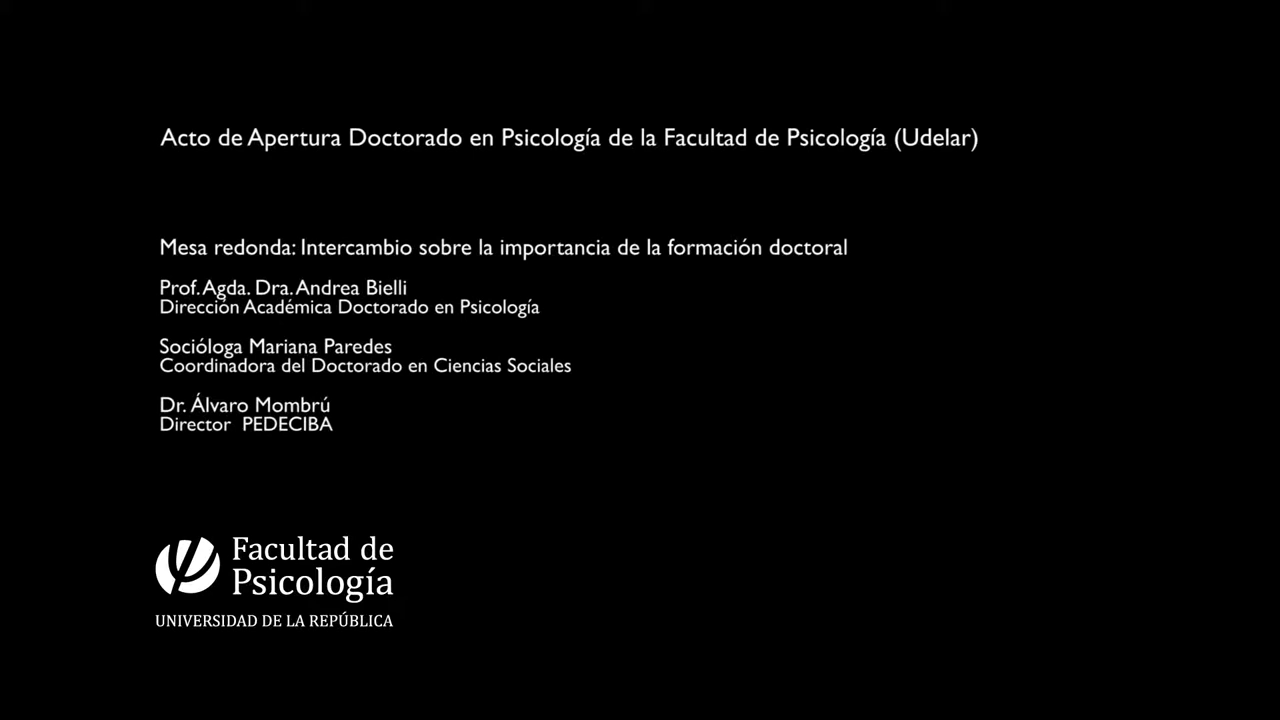 Acto de Apertura Doctorado en Psicología de la Facultad de Psicología (Udelar)
Mesa redonda: Intercambio sobre la importancia de la formación doctoral
Prof. Agda. Dra. Andrea Bielli
Dirección Académica Doctorado en Psicología
Socióloga Mariana Paredes
Coordinadora del Doctorado en Ciencias Sociales
Dr. Álvaro Mombrú
Director PEDECIBA
Facultad de
Psicología
UNIVERSIDAD DE LA REPÚBLICA